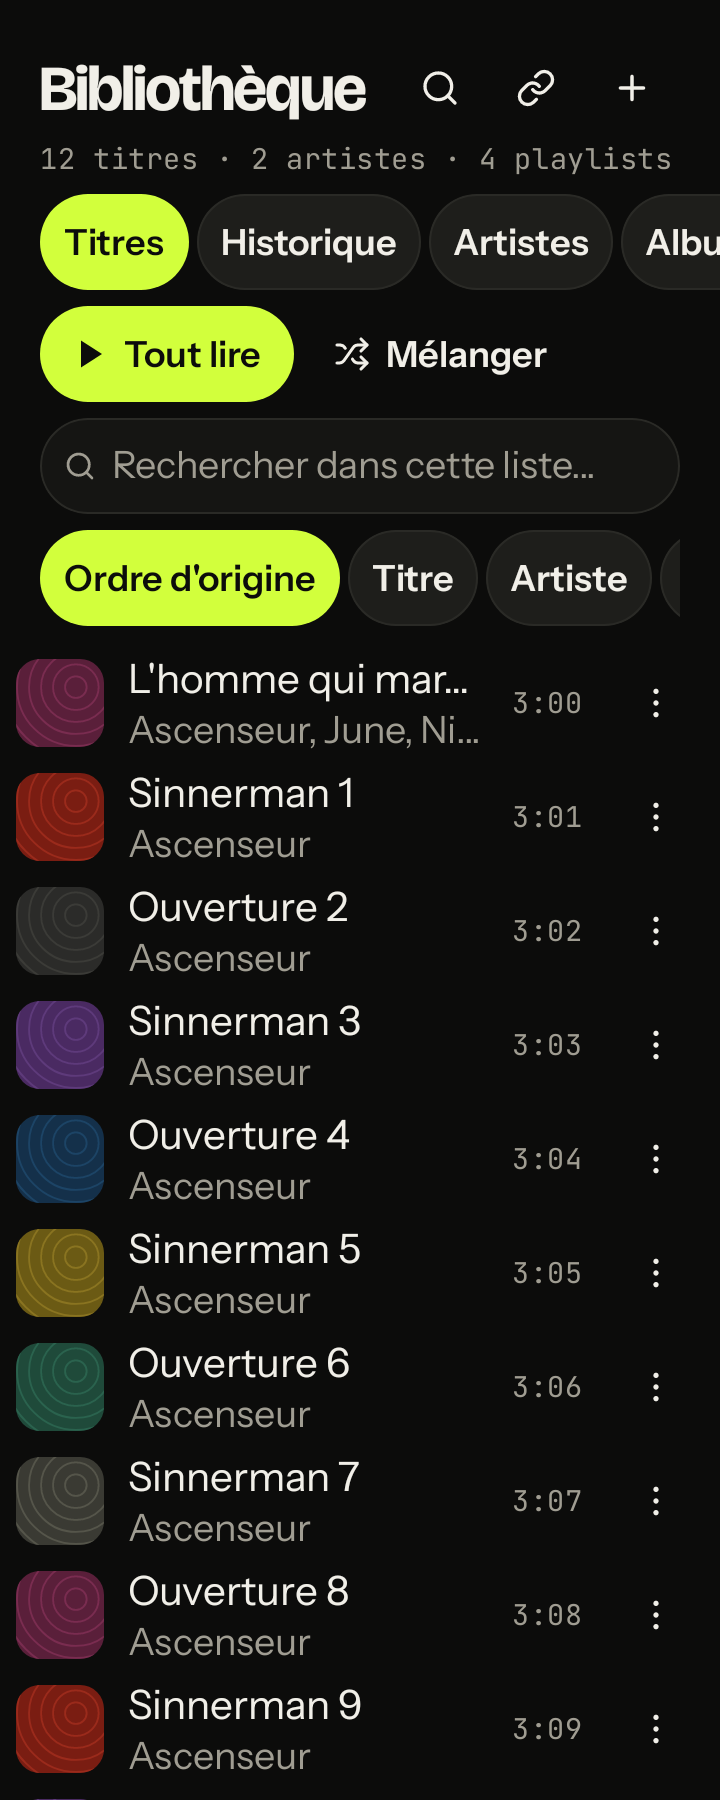 Bibliothèque
12 titres · 2 artistes · 4 playlists
Titres Historique Artistes Albu
Tout lire Mélanger
Rechercher dans cette liste...
Ordre d'origine Titre Artiste
L'homme qui mar... 3:00
Ascenseur, June, Ni...
Sinnerman 1 3:01
Ascenseur
Ouverture 2 3:02
Ascenseur
Sinnerman 3 3:03
Ascenseur
Ouverture 4 3:04
Ascenseur
Sinnerman 5 3:05
Ascenseur
Ouverture 6 3:06
Ascenseur
Sinnerman 7 3:07
Ascenseur
Ouverture 8 3:08
Ascenseur
Sinnerman 9 3:09
Ascenseur